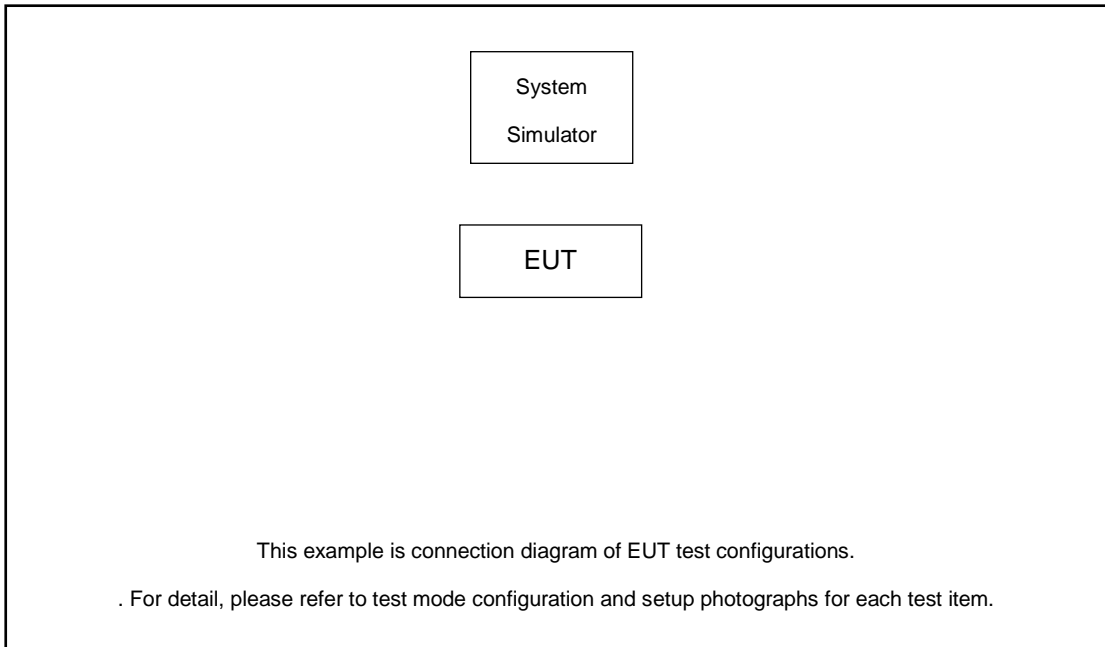 System
Simulator
EUT
This example is connection diagram of EUT test configurations.
. For detail, please refer to test mode configuration and setup photographs for each test item.